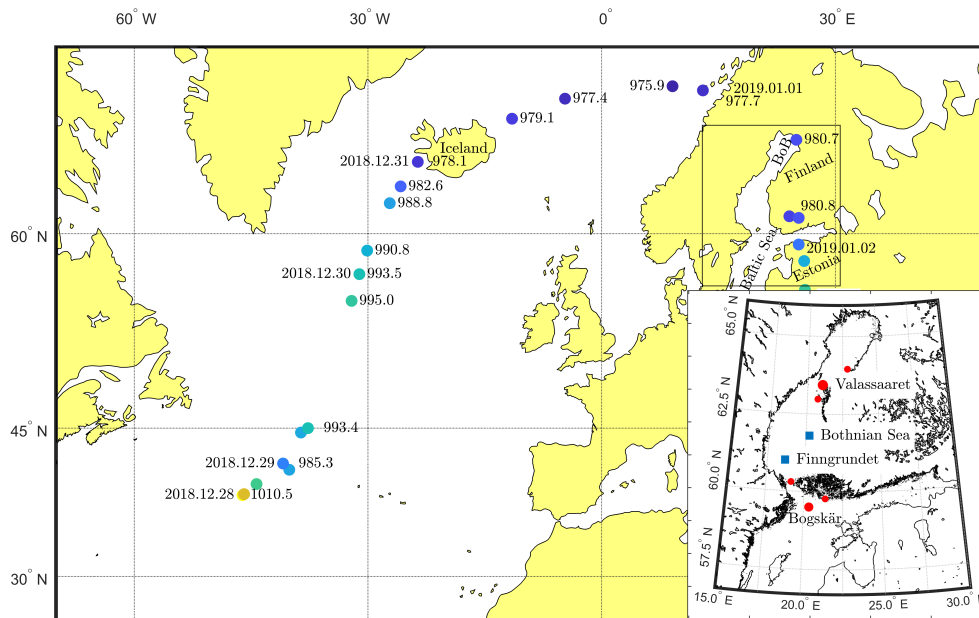 60° W
30° W
0°
30° E
975.9
2019.01.01
977.4
977.7
979.1
980.7
BoB
Iceland
2018.12.31
978.1
Finland
982.6
988.8
980.8
60° N
2019.01.02
990.8
Baltic Sea
Estonia
2018.12.30
993.5
995.0
65.0° N
Valassaaret
62.5° N
45° N
993.4
Bothnian Sea
2018.12.29
985.3
Finngrundet
60.0° N
2018.12.28
1010.5
Bogskär
57.5° N
30° N
15.0° E
20.0° E
25.0° E
30.0° E